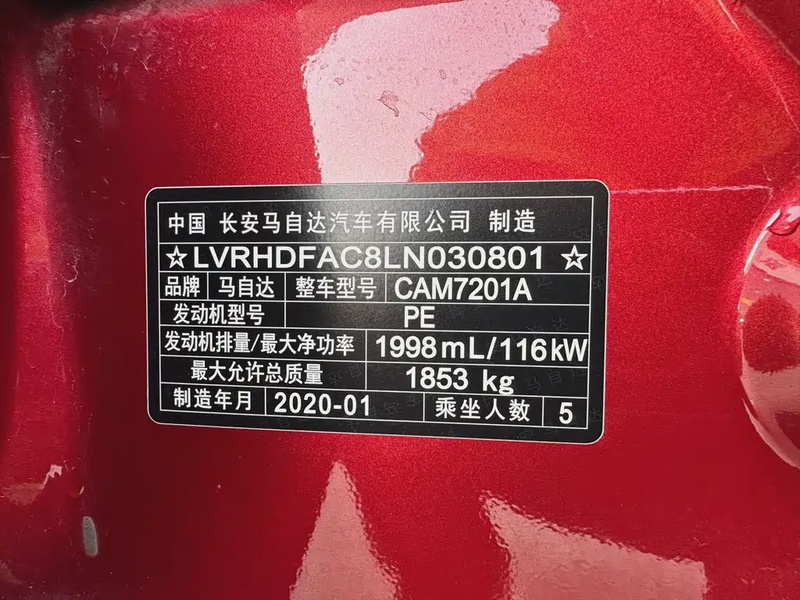 中国 长安马自达汽车有限公司 制造
☆LVRHDFAC8LN030801☆
品牌 马自达 整车型号 CAM7201A
发动机型号 PE
发动机排量/最大净功率 1998mL/116kW
最大允许总质量 1853 kg
制造年月 2020-01 乘坐人数 5